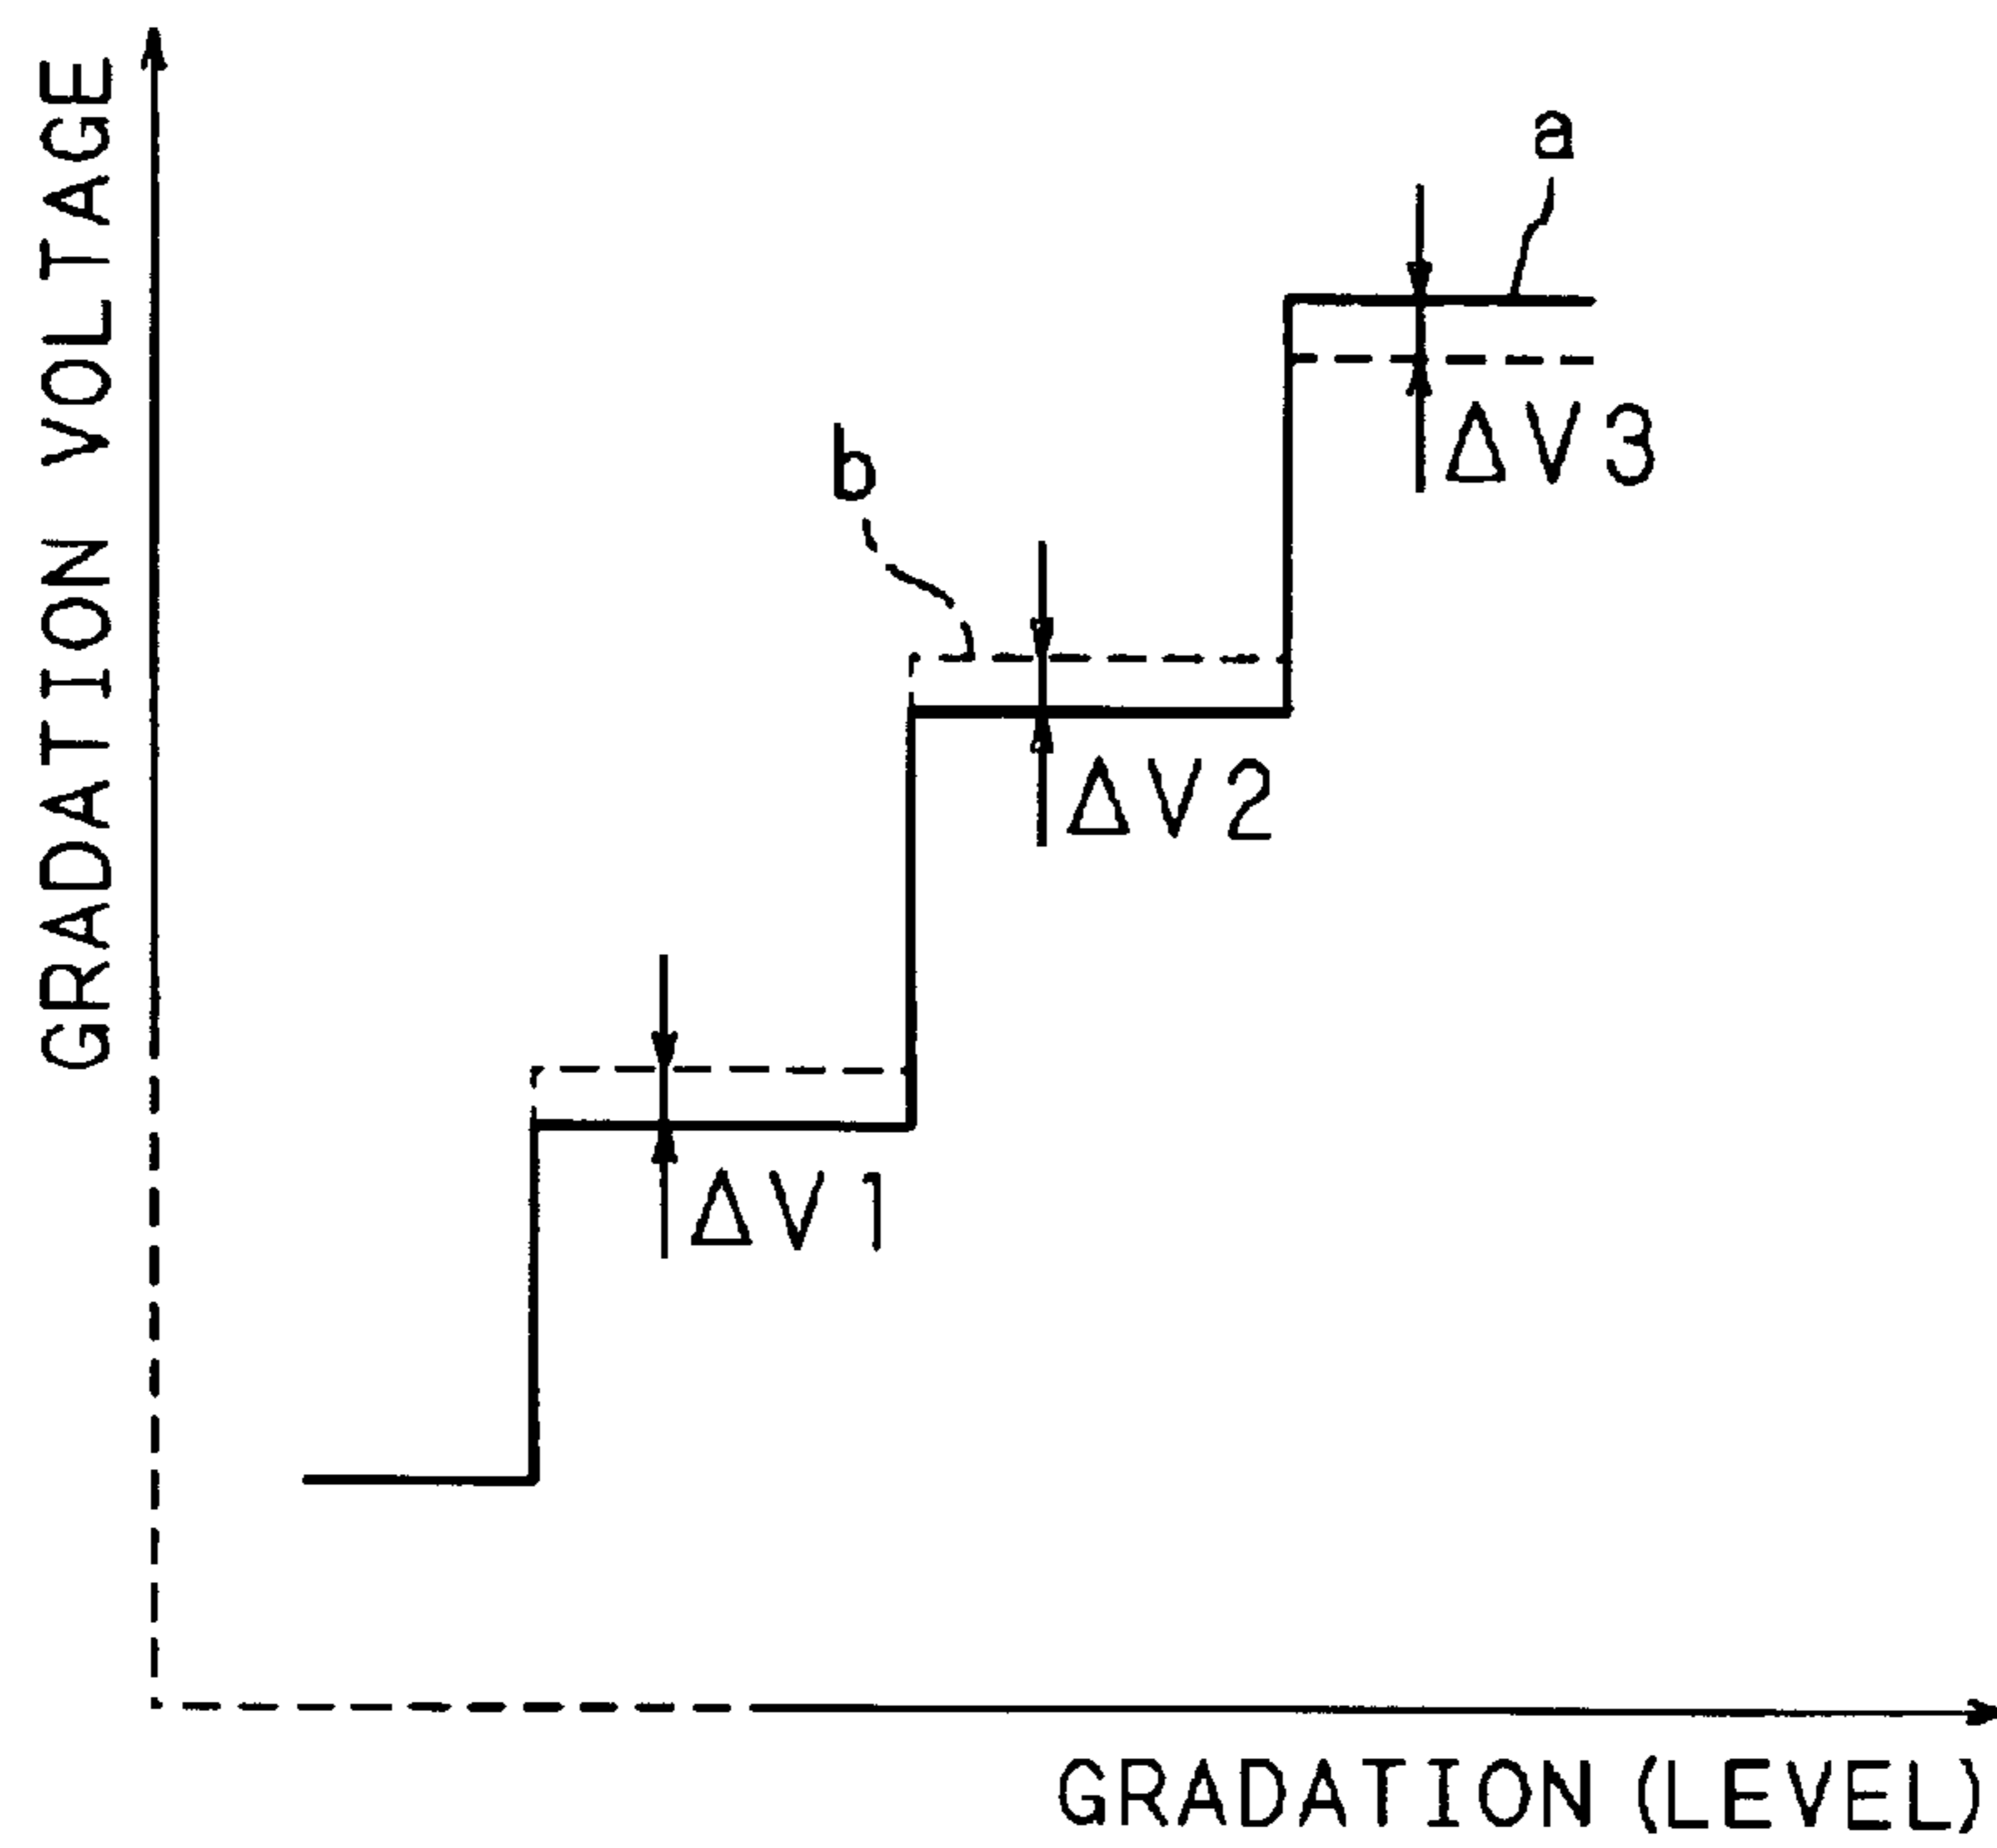 GRADATION VOLTAGE
a
b
ΔV3
ΔV2
ΔV1
GRADATION (LEVEL)